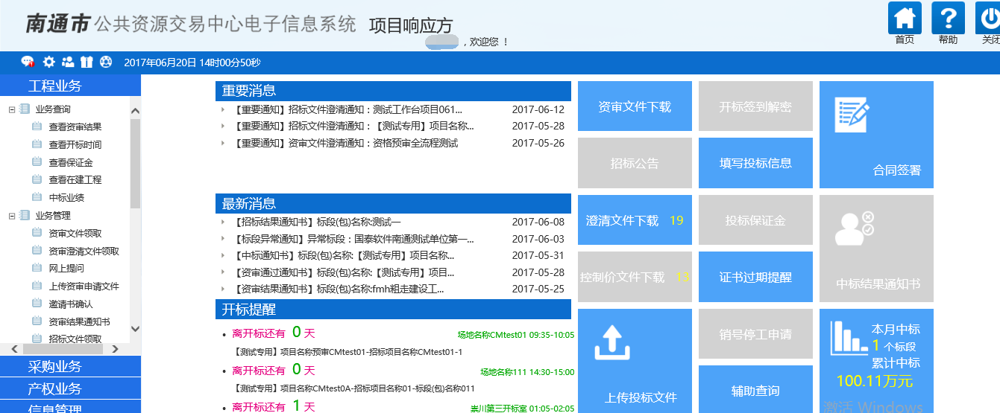 南通市公共资源交易中心电子信息系统 项目响应方
，欢迎您 ！
首页 帮助 关闭
2017年06月20日 14时00分50秒
工程业务
业务查询
查看资审结果
查看开标时间
查看保证金
查看在建工程
中标业绩
业务管理
资审文件领取
资审澄清文件领取
网上提问
上传资审申请文件
邀请书确认
资审结果通知书
招标文件领取
采购业务
产权业务
信息管理
重要消息
【重要通知】招标文件澄清通知：测试工作台项目061... 2017-06-12
【重要通知】招标文件澄清通知：【测试专用】项目名称... 2017-05-28
【重要通知】资审文件澄清通知：资格预审全流程测试 2017-05-26
最新消息
【招标结果通知书】标段(包)名称:测试一 2017-06-08
【标段异常通知】异常标段：国泰软件南通测试单位第一... 2017-06-03
【中标通知书】标段(包)名称:【测试专用】项目名称... 2017-05-31
【资审通过通知书】标段(包)名称:【测试专用】项目... 2017-05-28
【资审结果通知书】标段(包)名称:fmh粗走建设工... 2017-05-25
开标提醒
离开标还有 0 天 场地名称CMtest01 09:35-10:05
【测试专用】项目名称预审CMtest01-招标项目名称CMtest01-1
离开标还有 0 天 场地名称111 14:30-15:00
【测试专用】项目名称CMtest0A-招标项目名称01-标段(包)名称011
离开标还有 1 天 崇川第三开标室 01:05-02:05
资审文件下载 开标签到解密
招标公告 填写投标信息
合同签署
澄清文件下载 19 投标保证金
控制价文件下载 13 证书过期提醒
中标结果通知书
上传投标文件
销号停工申请
辅助查询
本月中标
1 个标段
累计中标
100.11万元
激活 Windows